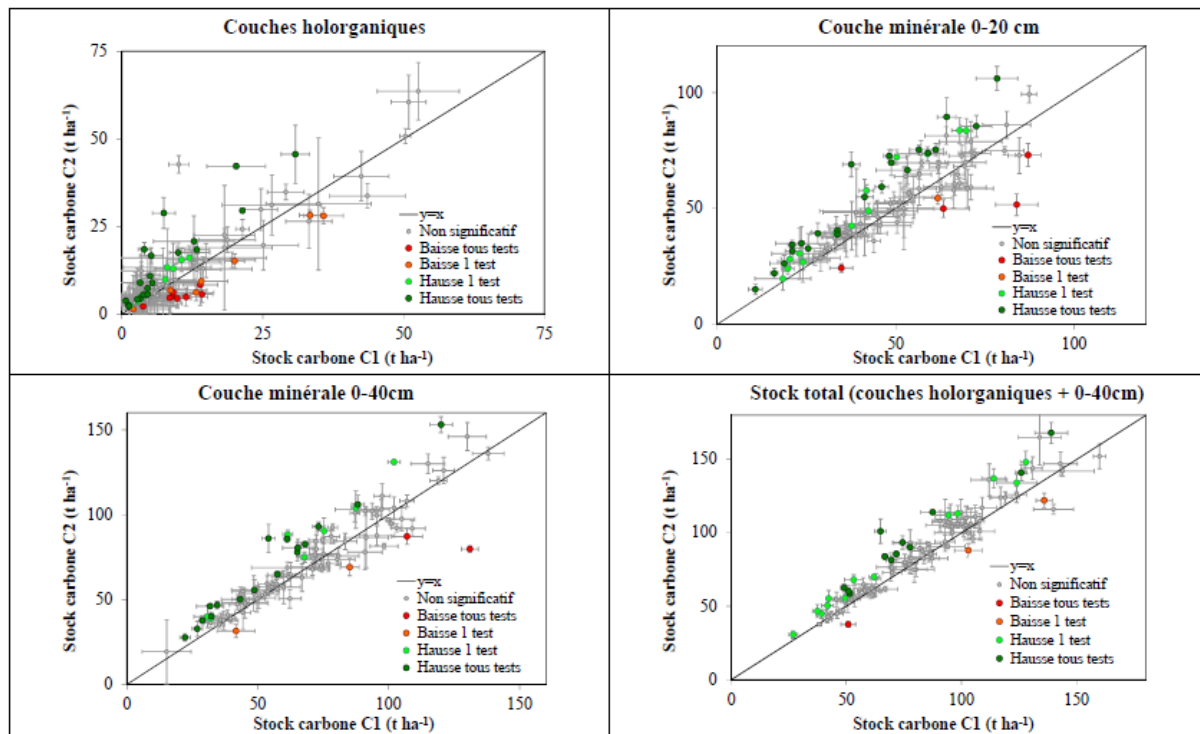 Couches holorganiques
75
50
25
0
0
25
50
75
Stock carbone C2 (t ha-1)
Stock carbone C1 (t ha-1)
y=x
Non significatif
Baisse tous tests
Baisse 1 test
Hausse 1 test
Hausse tous tests
Couche minérale 0-20 cm
100
50
0
0
50
100
Stock carbone C2 (t ha-1)
Stock carbone C1 (t ha-1)
y=x
Non significatif
Baisse tous tests
Baisse 1 test
Hausse 1 test
Hausse tous tests
Couche minérale 0-40cm
150
100
50
0
0
50
100
150
Stock carbone C2 (t ha-1)
Stock carbone C1 (t ha-1)
y=x
Non significatif
Baisse tous tests
Baisse 1 test
Hausse 1 test
Hausse tous tests
Stock total (couches holorganiques + 0-40cm)
150
100
50
0
0
50
100
150
Stock carbone C2 (t ha-1)
Stock carbone C1 (t ha-1)
y=x
Non significatif
Baisse tous tests
Baisse 1 test
Hausse 1 test
Hausse tous tests